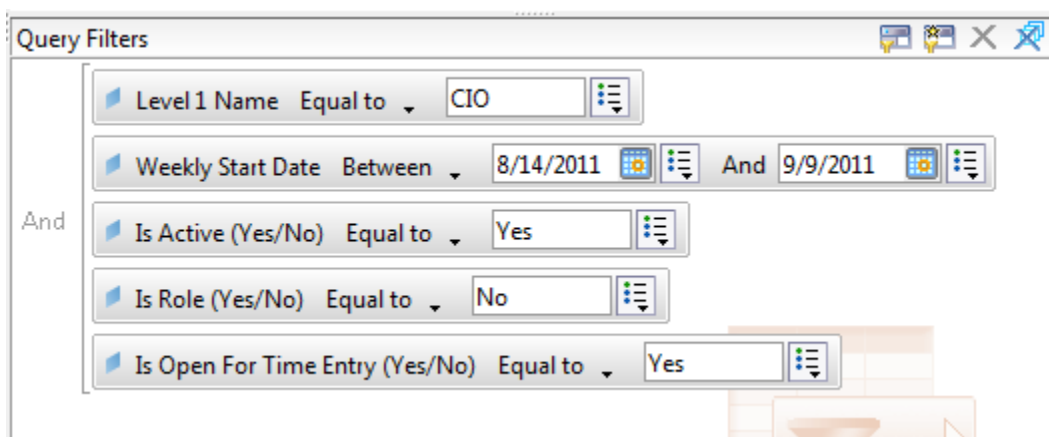 Query Filters
Level 1 Name Equal to CIO
Weekly Start Date Between 8/14/2011 And 9/9/2011
And
Is Active (Yes/No) Equal to Yes
Is Role (Yes/No) Equal to No
Is Open For Time Entry (Yes/No) Equal to Yes